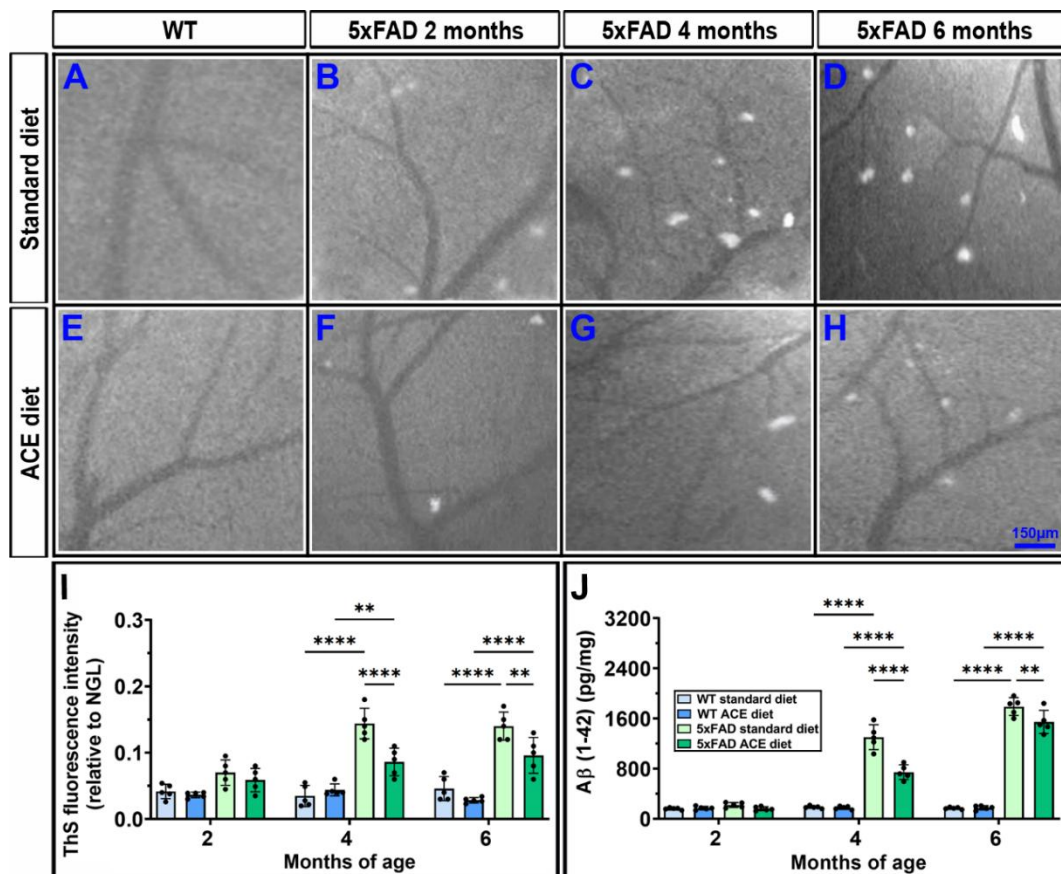 WT
5xFAD 2 months
5xFAD 4 months
5xFAD 6 months
Standard diet
A
B
C
D
ACE diet
E
F
G
H
150µm
I
ThS fluorescence intensity
(relative to NGL)
0.3
0.2
0.1
0.0
**
****
****
****
****
**
2
4
6
Months of age
J
Aβ (1-42) (pg/mg)
3200
2400
1600
800
0
****
****
****
****
****
**
WT standard diet
WT ACE diet
5xFAD standard diet
5xFAD ACE diet
2
4
6
Months of age